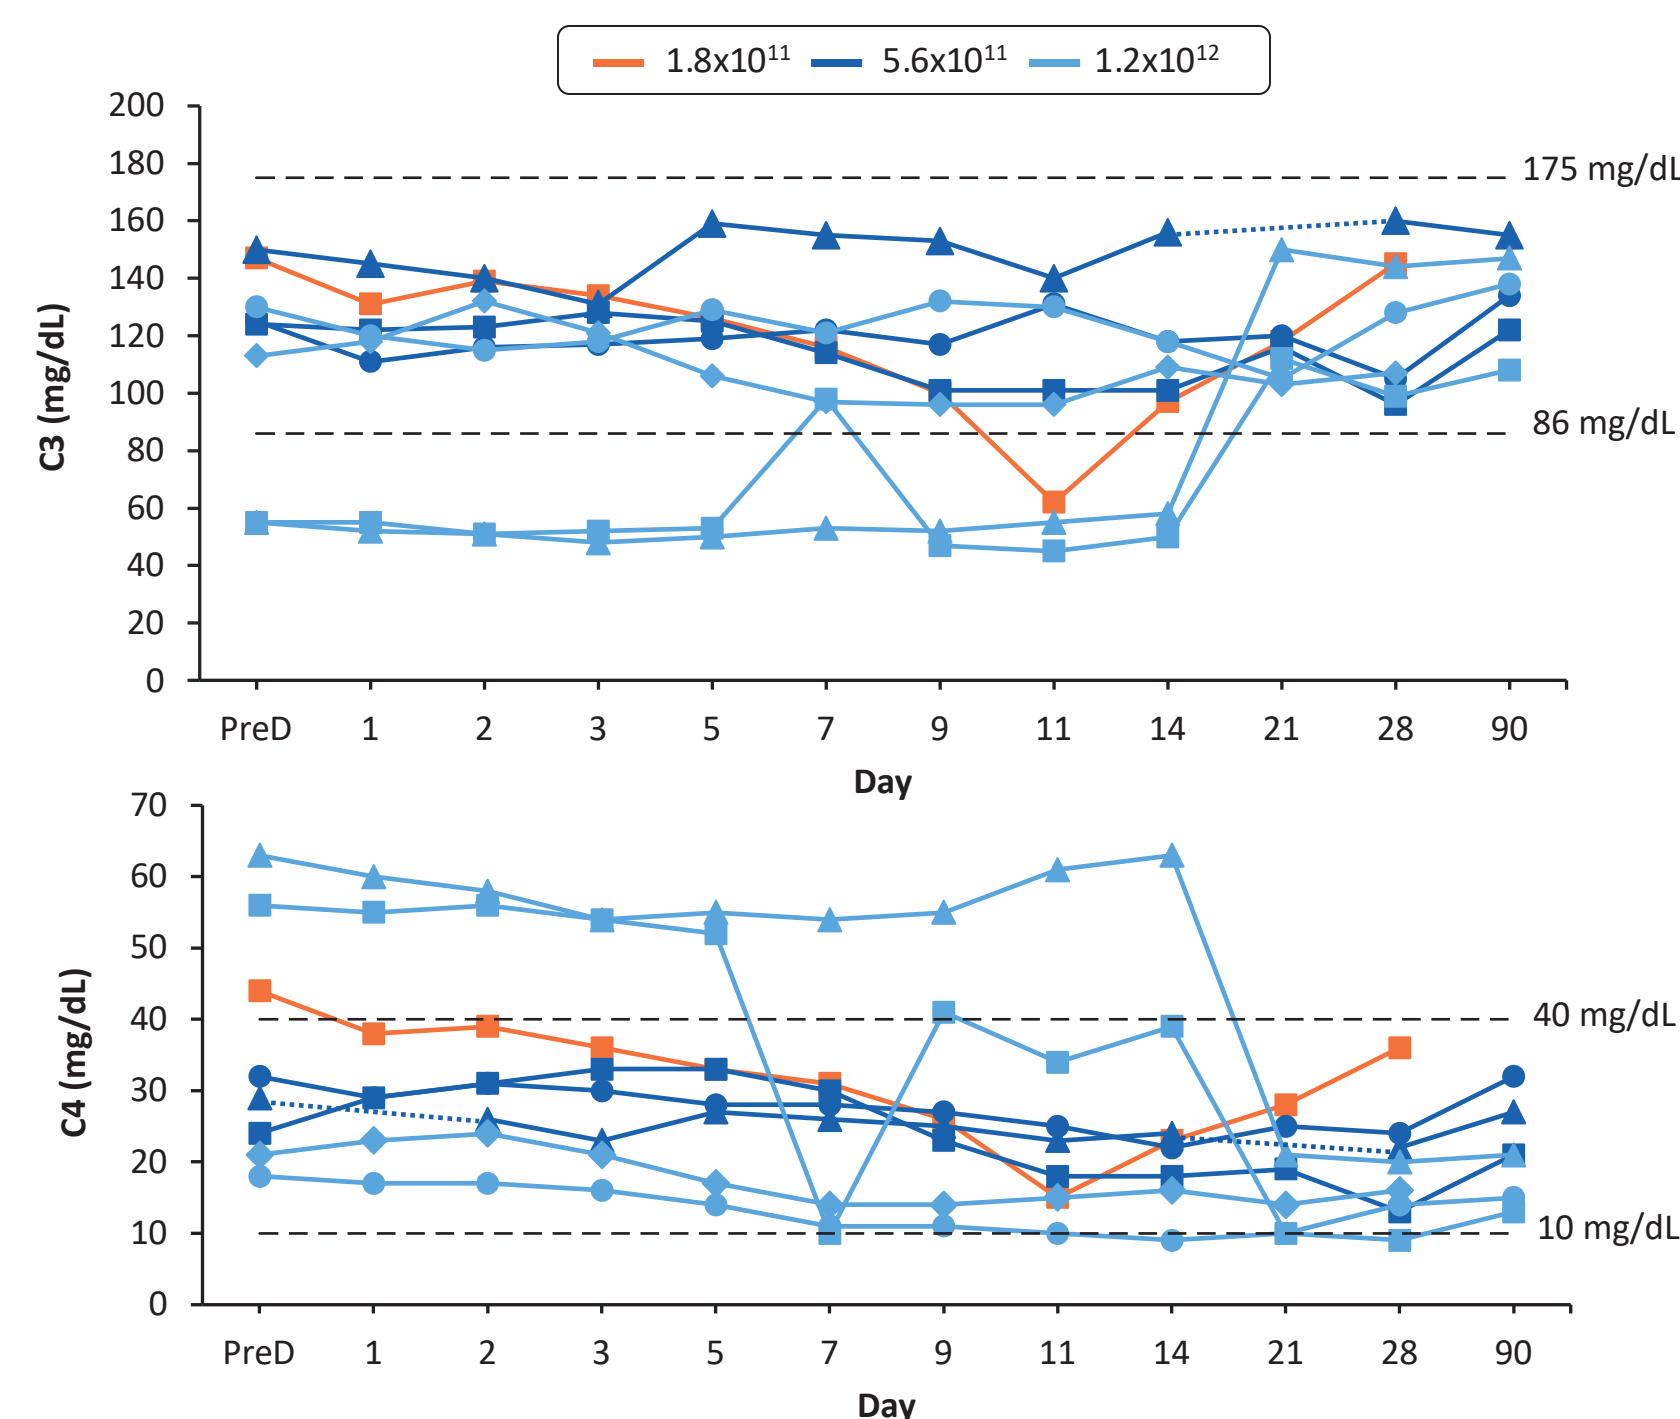 1.8x10¹¹ 5.6x10¹¹ 1.2x10¹²
200
180
175 mg/dL
160
140
120
100
86 mg/dL
80
60
40
20
0
C3 (mg/dL)
PreD 1 2 3 5 7 9 11 14 21 28 90
Day
70
60
50
40
40 mg/dL
30
20
10
10 mg/dL
0
C4 (mg/dL)
PreD 1 2 3 5 7 9 11 14 21 28 90
Day